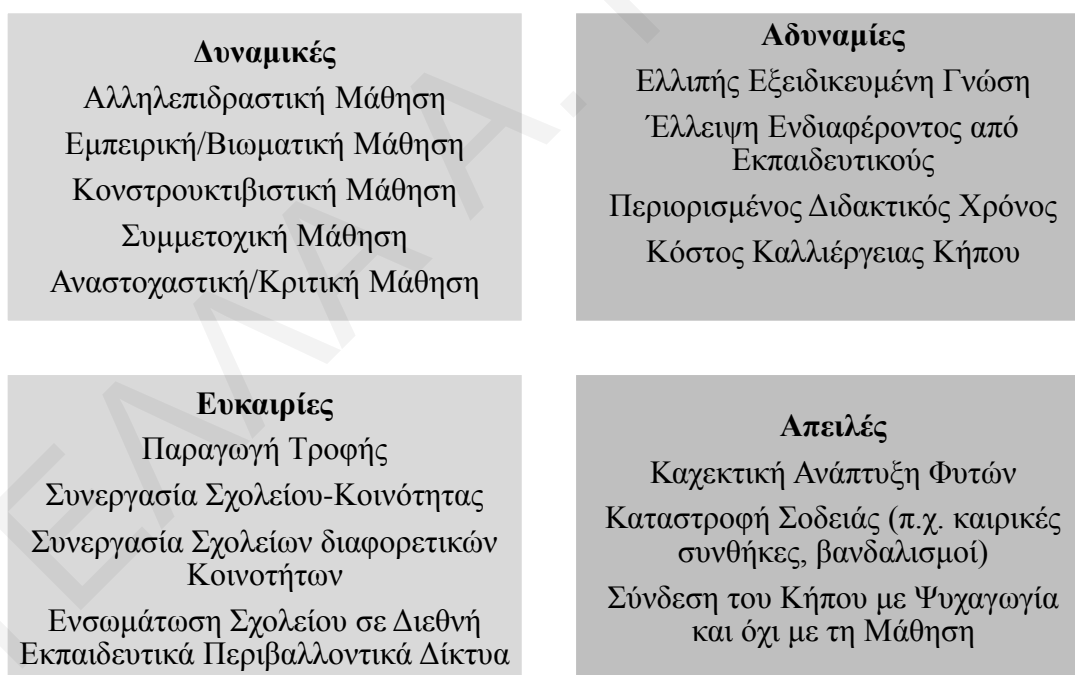 Δυναμικές
Αλληλεπιδραστική Μάθηση
Εμπειρική/Βιωματική Μάθηση
Κονστρουκτιβιστική Μάθηση
Συμμετοχική Μάθηση
Αναστοχαστική/Κριτική Μάθηση
Αδυναμίες
Ελλιπής Εξειδικευμένη Γνώση
Έλλειψη Ενδιαφέροντος από
Εκπαιδευτικούς
Περιορισμένος Διδακτικός Χρόνος
Κόστος Καλλιέργειας Κήπου
Ευκαιρίες
Παραγωγή Τροφής
Συνεργασία Σχολείου-Κοινότητας
Συνεργασία Σχολείων διαφορετικών
Κοινοτήτων
Ενσωμάτωση Σχολείου σε Διεθνή
Εκπαιδευτικά Περιβαλλοντικά Δίκτυα
Απειλές
Καχεκτική Ανάπτυξη Φυτών
Καταστροφή Σοδειάς (π.χ. καιρικές
συνθήκες, βανδαλισμοί)
Σύνδεση του Κήπου με Ψυχαγωγία
και όχι με τη Μάθηση